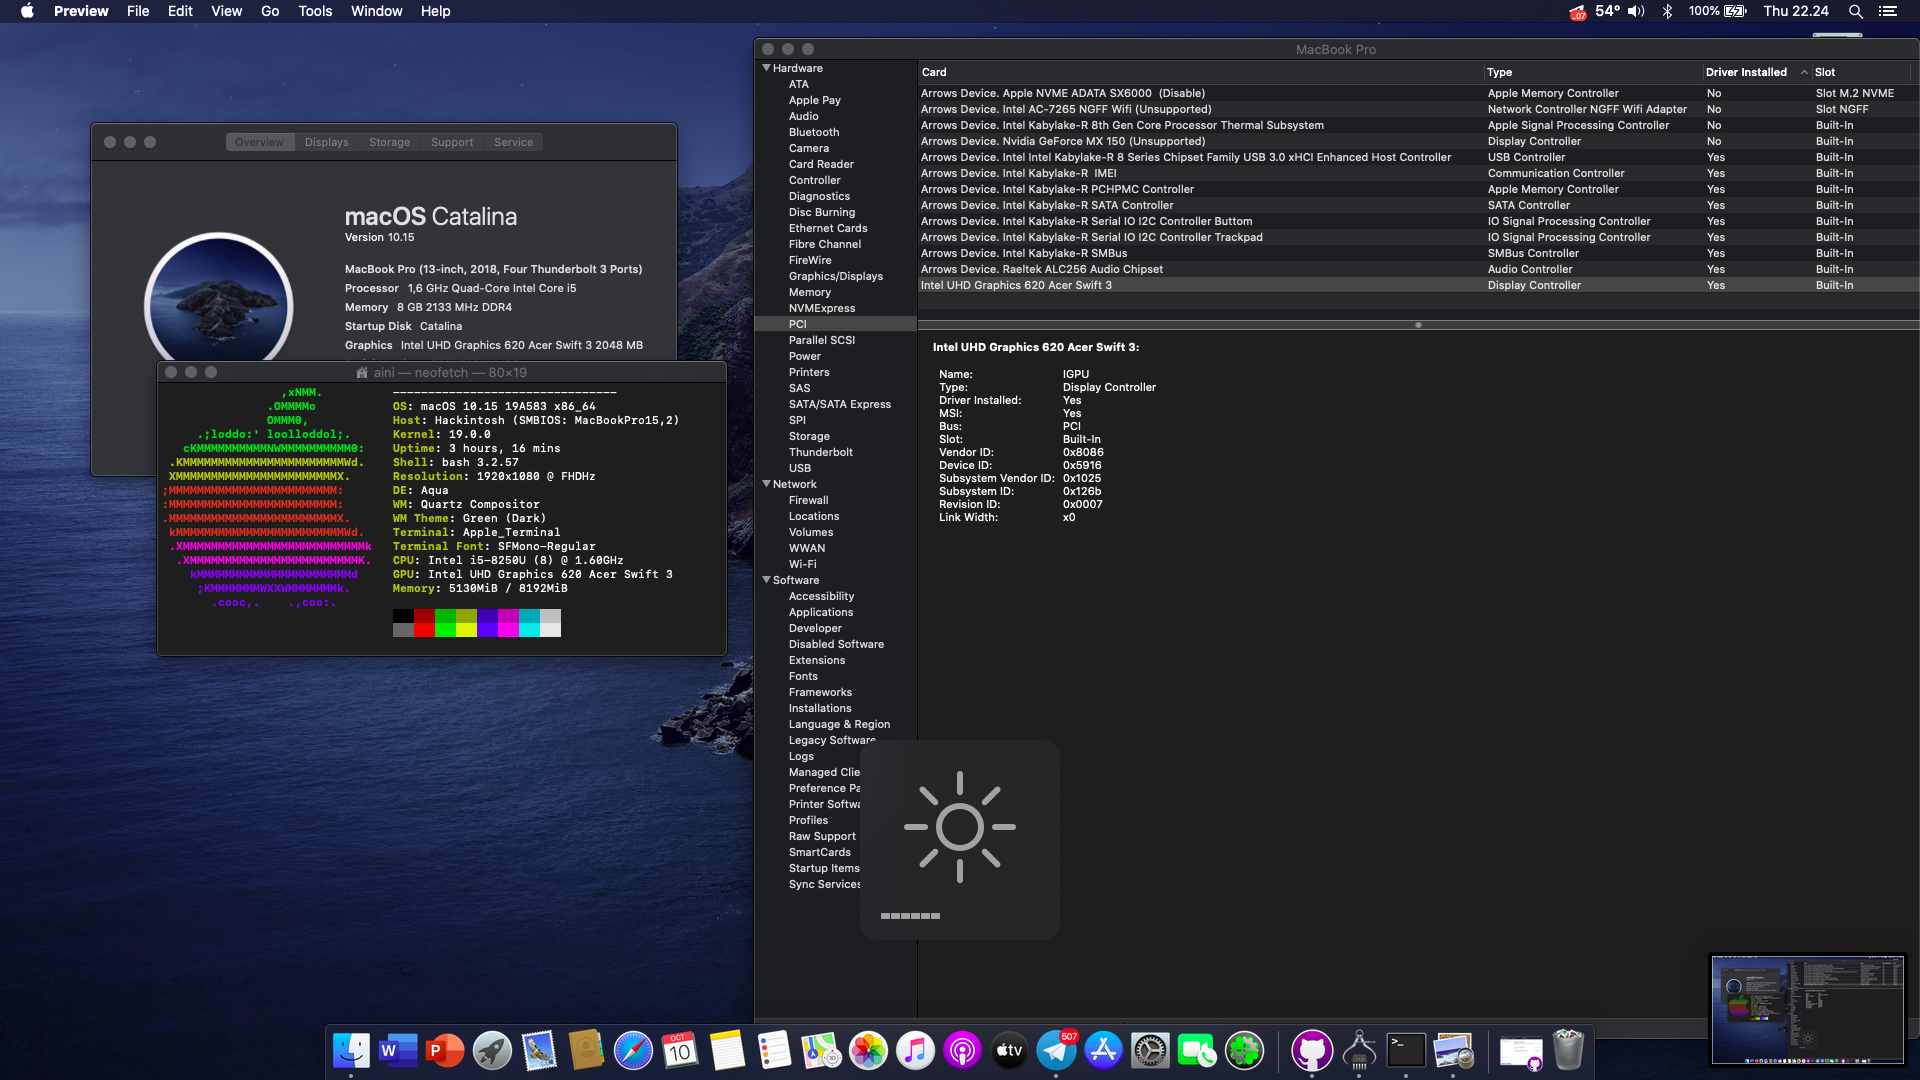 Preview File Edit View Go Tools Window Help
.07 54° 100% Thu 22.24
Overview Displays Storage Support Service
macOS Catalina
Version 10.15
MacBook Pro (13-inch, 2018, Four Thunderbolt 3 Ports)
Processor 1,6 GHz Quad-Core Intel Core i5
Memory 8 GB 2133 MHz DDR4
Startup Disk Catalina
Graphics Intel UHD Graphics 620 Acer Swift 3 2048 MB
aini — neofetch — 80×19
,xNMM. --------------------------------
.OMMMMo OS: macOS 10.15 19A583 x86_64
OMMM0, Host: Hackintosh (SMBIOS: MacBookPro15,2)
.;loddo:' loolloddol;. Kernel: 19.0.0
cKMMMMMMMMMMNWMMMMMMMMMM0: Uptime: 3 hours, 16 mins
.KMMMMMMMMMMMMMMMMMMMMMMMWd. Shell: bash 3.2.57
XMMMMMMMMMMMMMMMMMMMMMMMX. Resolution: 1920x1080 @ FHDHz
;MMMMMMMMMMMMMMMMMMMMMMMM: DE: Aqua
:MMMMMMMMMMMMMMMMMMMMMMMM: WM: Quartz Compositor
.MMMMMMMMMMMMMMMMMMMMMMMMX. WM Theme: Green (Dark)
kMMMMMMMMMMMMMMMMMMMMMMMMWd. Terminal: Apple_Terminal
.XMMMMMMMMMMMMMMMMMMMMMMMMMMk Terminal Font: SFMono-Regular
.XMMMMMMMMMMMMMMMMMMMMMMMMK. CPU: Intel i5-8250U (8) @ 1.60GHz
kMMMMMMMMMMMMMMMMMMMMMMd GPU: Intel UHD Graphics 620 Acer Swift 3
;KMMMMMMMWXXWMMMMMMMk. Memory: 5130MiB / 8192MiB
.cooc,. .,coo:.
MacBook Pro
Hardware
ATA
Apple Pay
Audio
Bluetooth
Camera
Card Reader
Controller
Diagnostics
Disc Burning
Ethernet Cards
Fibre Channel
FireWire
Graphics/Displays
Memory
NVMExpress
PCI
Parallel SCSI
Power
Printers
SAS
SATA/SATA Express
SPI
Storage
Thunderbolt
USB
Network
Firewall
Locations
Volumes
WWAN
Wi-Fi
Software
Accessibility
Applications
Developer
Disabled Software
Extensions
Fonts
Frameworks
Installations
Language & Region
Legacy Software
Logs
Managed Clie
Preference Pa
Printer Softwa
Profiles
Raw Support
SmartCards
Startup Items
Sync Services
Card Type Driver Installed Slot
Arrows Device. Apple NVME ADATA SX6000 (Disable) Apple Memory Controller No Slot M.2 NVME
Arrows Device. Intel AC-7265 NGFF Wifi (Unsupported) Network Controller NGFF Wifi Adapter No Slot NGFF
Arrows Device. Intel Kabylake-R 8th Gen Core Processor Thermal Subsystem Apple Signal Processing Controller No Built-In
Arrows Device. Nvidia GeForce MX 150 (Unsupported) Display Controller No Built-In
Arrows Device. Intel Intel Kabylake-R 8 Series Chipset Family USB 3.0 xHCI Enhanced Host Controller USB Controller Yes Built-In
Arrows Device. Intel Kabylake-R IMEI Communication Controller Yes Built-In
Arrows Device. Intel Kabylake-R PCHPMC Controller Apple Memory Controller Yes Built-In
Arrows Device. Intel Kabylake-R SATA Controller SATA Controller Yes Built-In
Arrows Device. Intel Kabylake-R Serial IO I2C Controller Buttom IO Signal Processing Controller Yes Built-In
Arrows Device. Intel Kabylake-R Serial IO I2C Controller Trackpad IO Signal Processing Controller Yes Built-In
Arrows Device. Intel Kabylake-R SMBus SMBus Controller Yes Built-In
Arrows Device. Raeltek ALC256 Audio Chipset Audio Controller Yes Built-In
Intel UHD Graphics 620 Acer Swift 3 Display Controller Yes Built-In
Intel UHD Graphics 620 Acer Swift 3:
Name: IGPU
Type: Display Controller
Driver Installed: Yes
MSI: Yes
Bus: PCI
Slot: Built-In
Vendor ID: 0x8086
Device ID: 0x5916
Subsystem Vendor ID: 0x1025
Subsystem ID: 0x126b
Revision ID: 0x0007
Link Width: x0
W P OCT 10 3D tv 507 >_